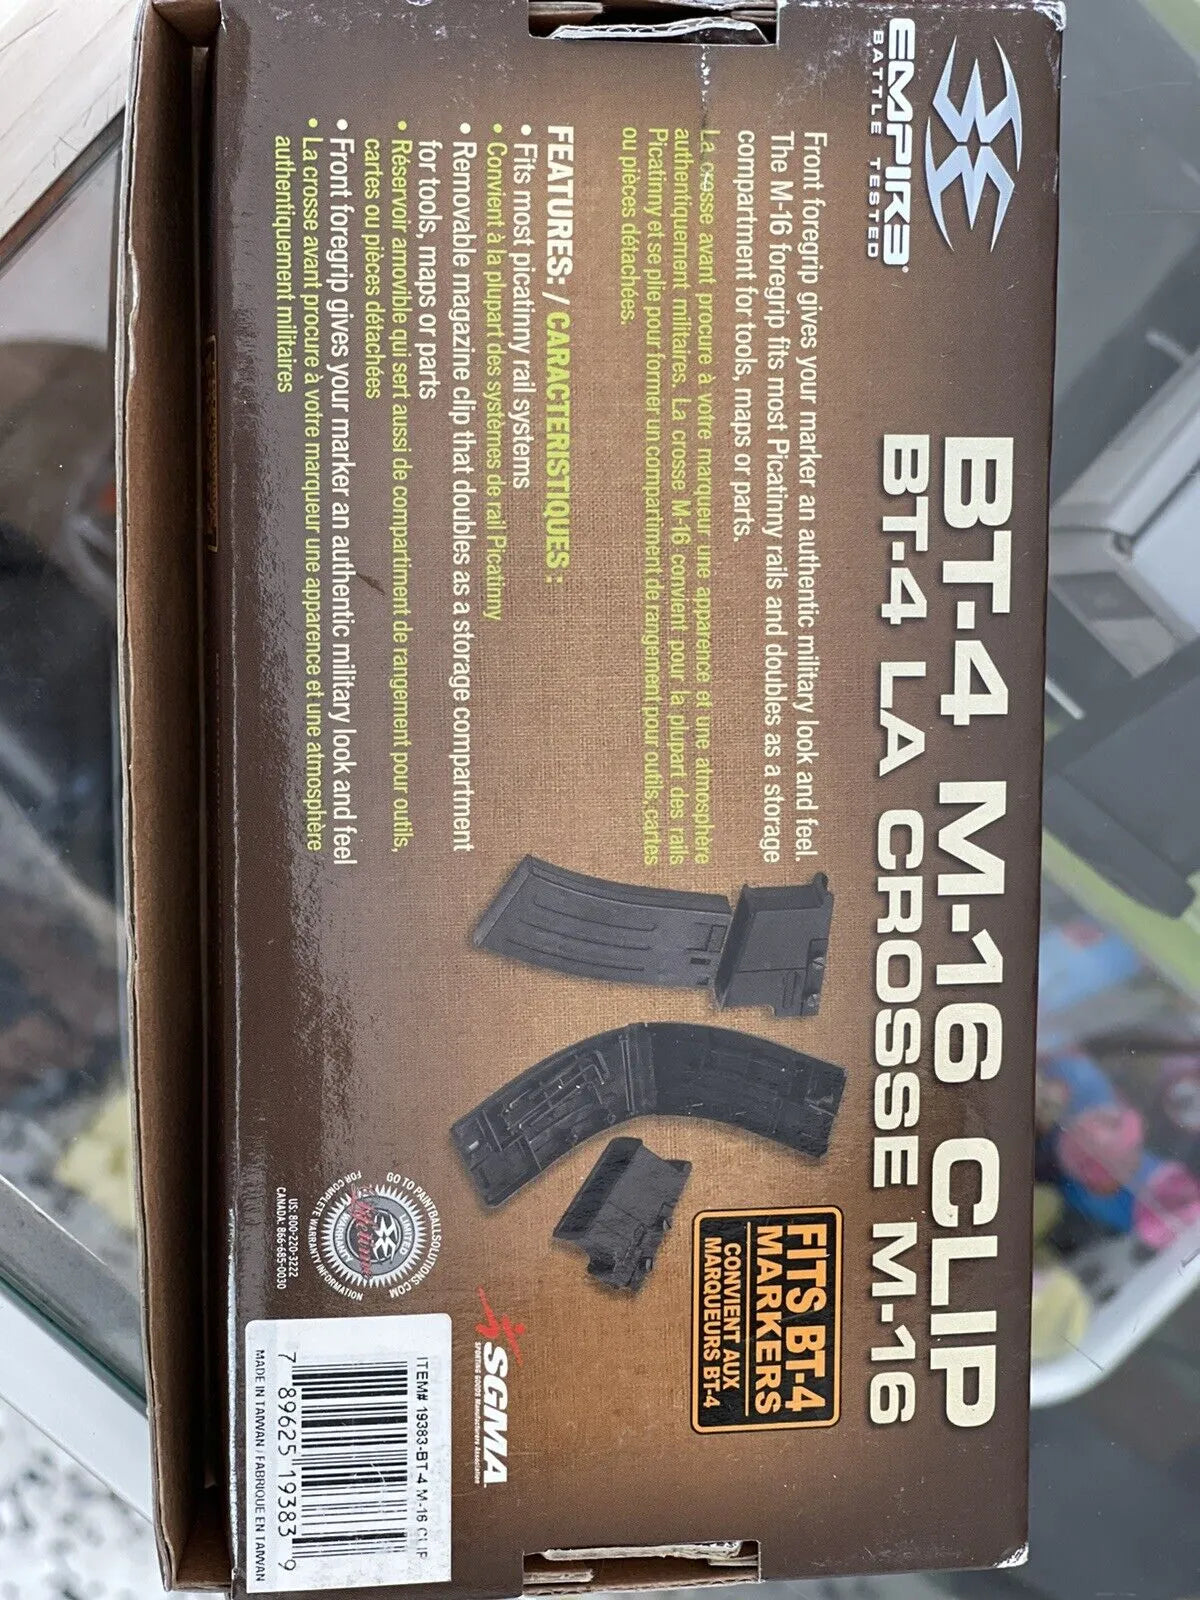 EMPIRE®
BATTLE TESTED
BT-4 M-16 CLIP
BT-4 LA CROSSE M-16
Front foregrip gives your marker an authentic military look and feel.
The M-16 foregrip fits most Picatinny rails and doubles as a storage
compartment for tools, maps or parts.
La crosse avant procure à votre marqueur une apparence et une atmosphère
authentiquement militaires. La crosse M-16 convient pour la plupart des rails
Picatinny et se plie pour former un compartiment de rangement pour outils, cartes
ou pièces détachées.
FEATURES: / CARACTÉRISTIQUES :
• Fits most picatinny rail systems
• Convient à la plupart des systèmes de rail Picatinny
• Removable magazine clip that doubles as a storage compartment
for tools, maps or parts
• Réservoir amovible qui sert aussi de compartiment de rangement pour outils,
cartes ou pièces détachées
• Front foregrip gives your marker an authentic military look and feel
• La crosse avant procure à votre marqueur une apparence et une atmosphère
authentiquement militaires
FITS BT-4
MARKERS
CONVIENT AUX
MARQUEURS BT-4
SGMA
SPORTING GOODS Manufacturers Association
GO TO PAINTBALLSOLUTIONS.COM
FOR COMPLETE WARRANTY INFORMATION
LIMITED
Lifetime
WARRANTY
US: 800-220-3222
CANADA: 866-685-0030
ITEM# 19383-BT-4 M-16 CLIP
7 89625 19383 9
MADE IN TAIWAN / FABRIQUE EN TAIWAN